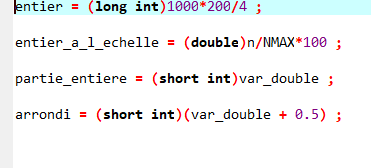 entier = (long int)1000*200/4 ;
entier_a_l_echelle = (double)n/NMAX*100 ;
partie_entiere = (short int)var_double ;
arrondi = (short int)(var_double + 0.5) ;